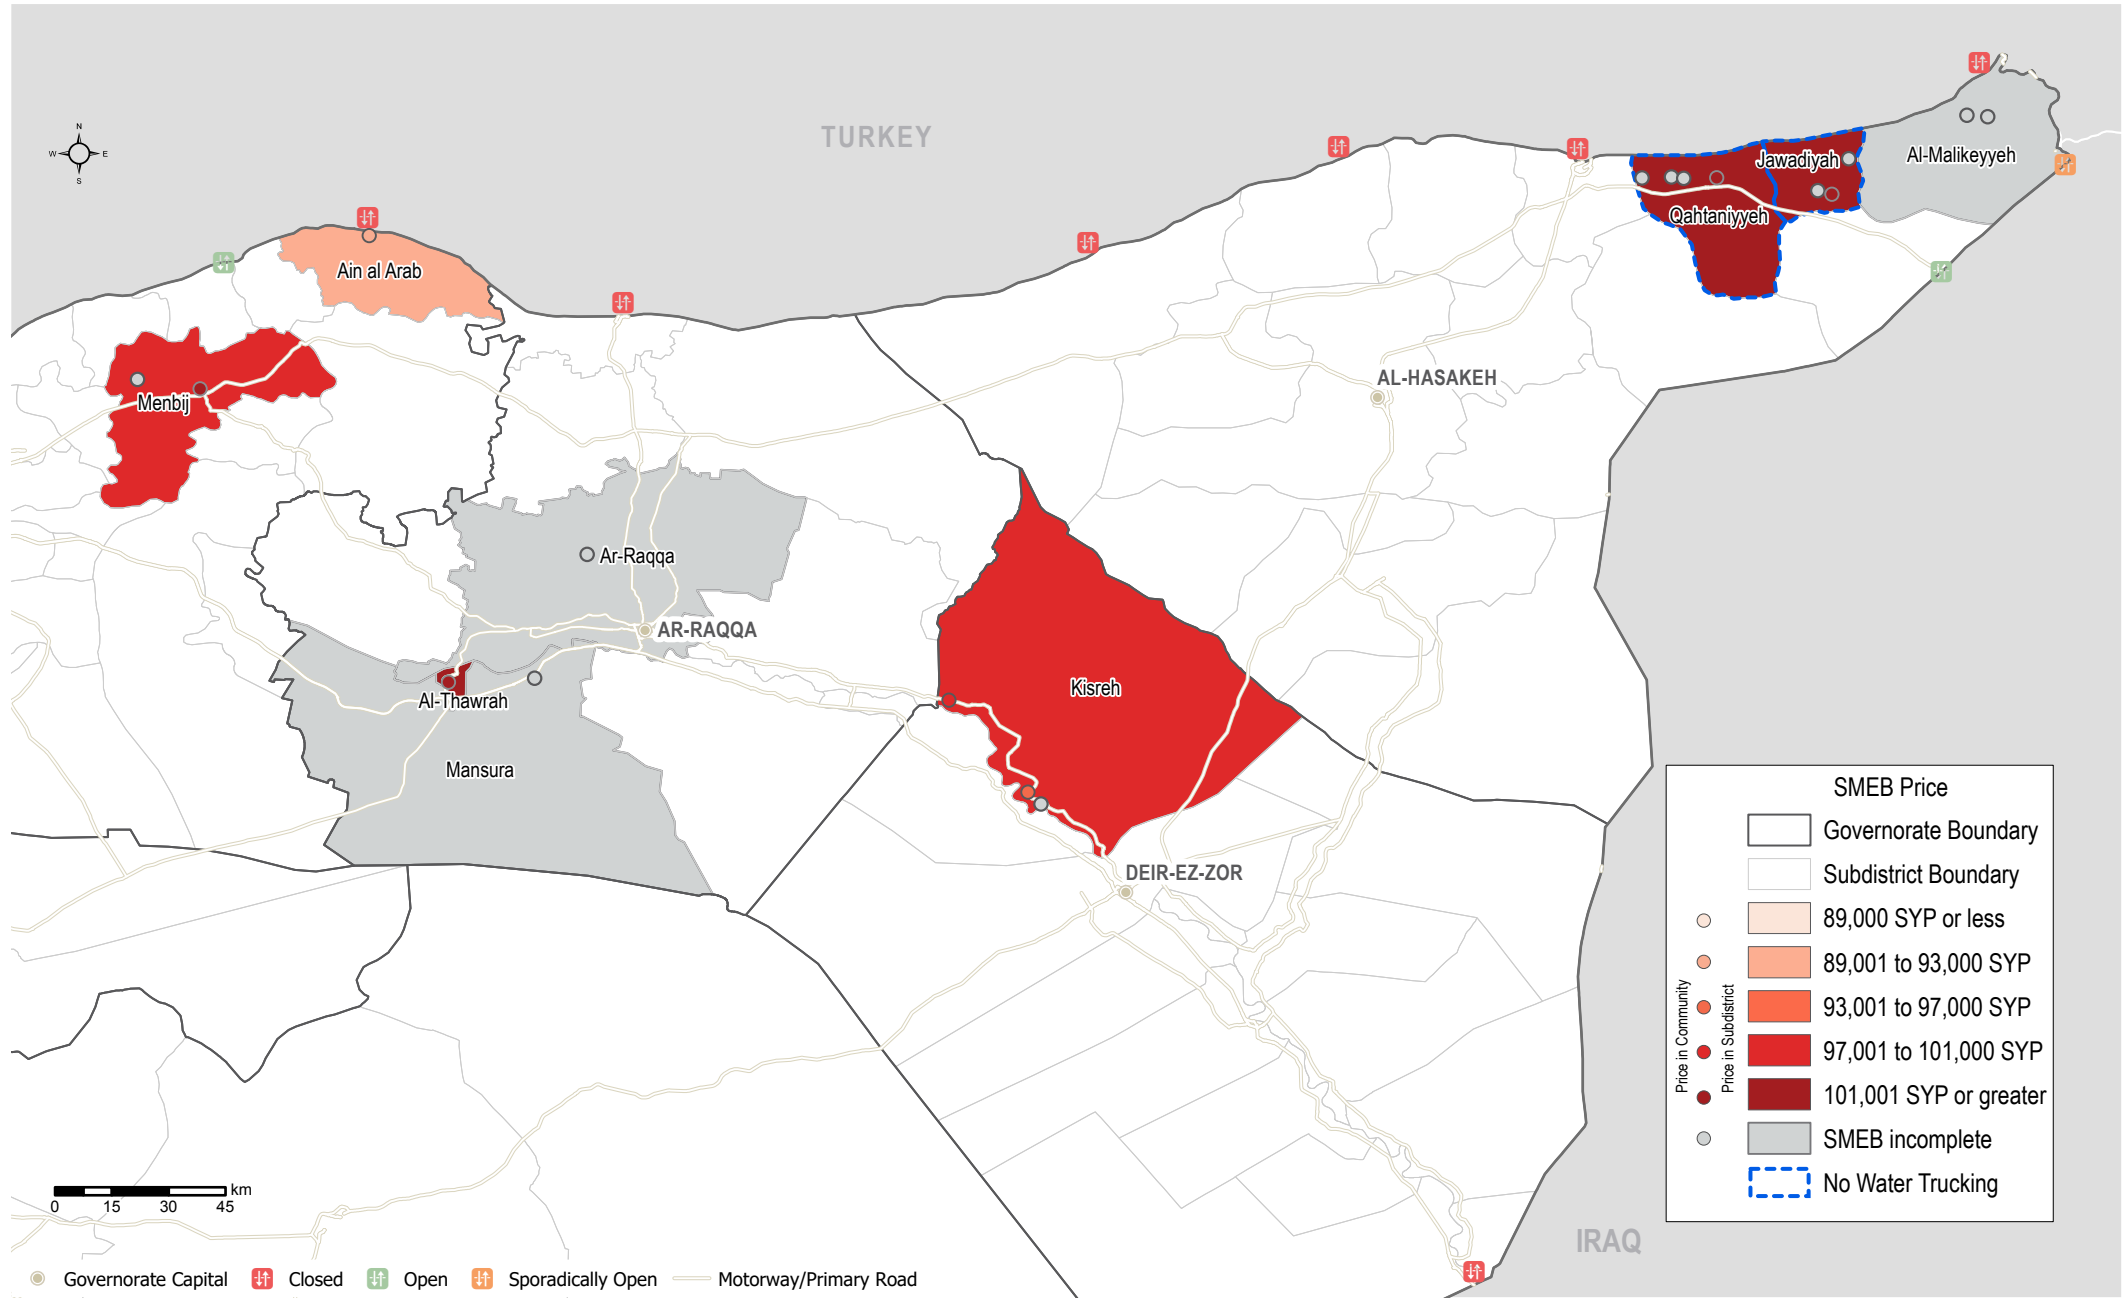 TURKEY
N
W
E
S
Al-Malikeyyeh
Jawadiyah
Qahtaniyyeh
Ain al Arab
AL-HASAKEH
Menbij
Ar-Raqqa
AR-RAQQA
Kisreh
Al-Thawrah
Mansura
DEIR-EZ-ZOR
IRAQ
SMEB Price
Governorate Boundary
Subdistrict Boundary
89,000 SYP or less
89,001 to 93,000 SYP
93,001 to 97,000 SYP
97,001 to 101,000 SYP
101,001 SYP or greater
SMEB incomplete
No Water Trucking
Price in Community
Price in Subdistrict
km
0 15 30 45
Governorate Capital Closed Open Sporadically Open Motorway/Primary Road